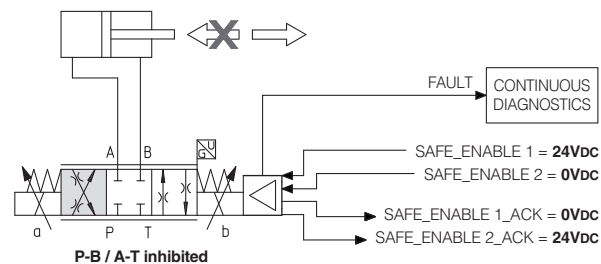 FAULT
CONTINUOUS
DIAGNOSTICS
A B
U
G
SAFE_ENABLE 1 = 24VDC
SAFE_ENABLE 2 = 0VDC
SAFE_ENABLE 1_ACK = 0VDC
SAFE_ENABLE 2_ACK = 24VDC
a P T b
P-B / A-T inhibited